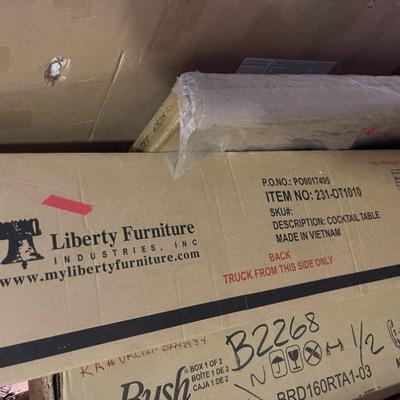 P.O.NO.: PO0017495
ITEM NO: 231-OT1010
SKU#:
DESCRIPTION: COCKTAIL TABLE
MADE IN VIETNAM
BACK
TRUCK FROM THIS SIDE ONLY
Liberty Furniture
INDUSTRIES, INC
www.mylibertyfurniture.com
B2268
1/2
Bush
BOX 1 OF 2
BOÎTE 1 DE 2
CAJA 1 DE 2
BRD160RTA1-03